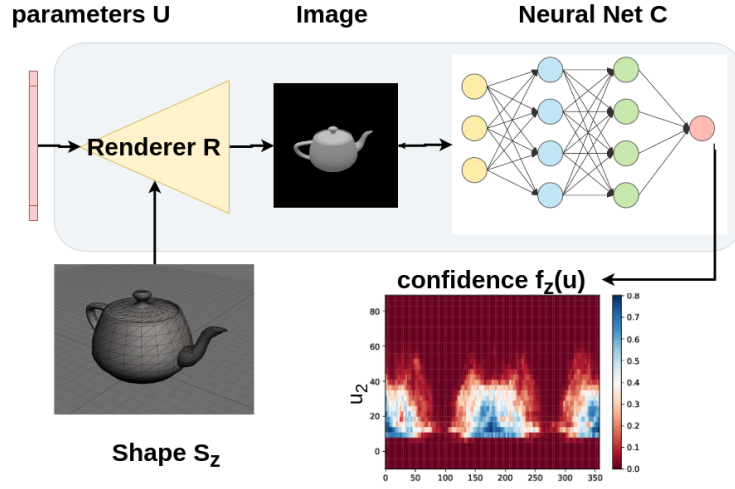 parameters U
Image
Neural Net C
Renderer R
confidence f_z(u)
Shape S_z
u_2
80
60
40
20
0
0 50 100 150 200 250 300 350
0.8
0.7
0.6
0.5
0.4
0.3
0.2
0.1
0.0